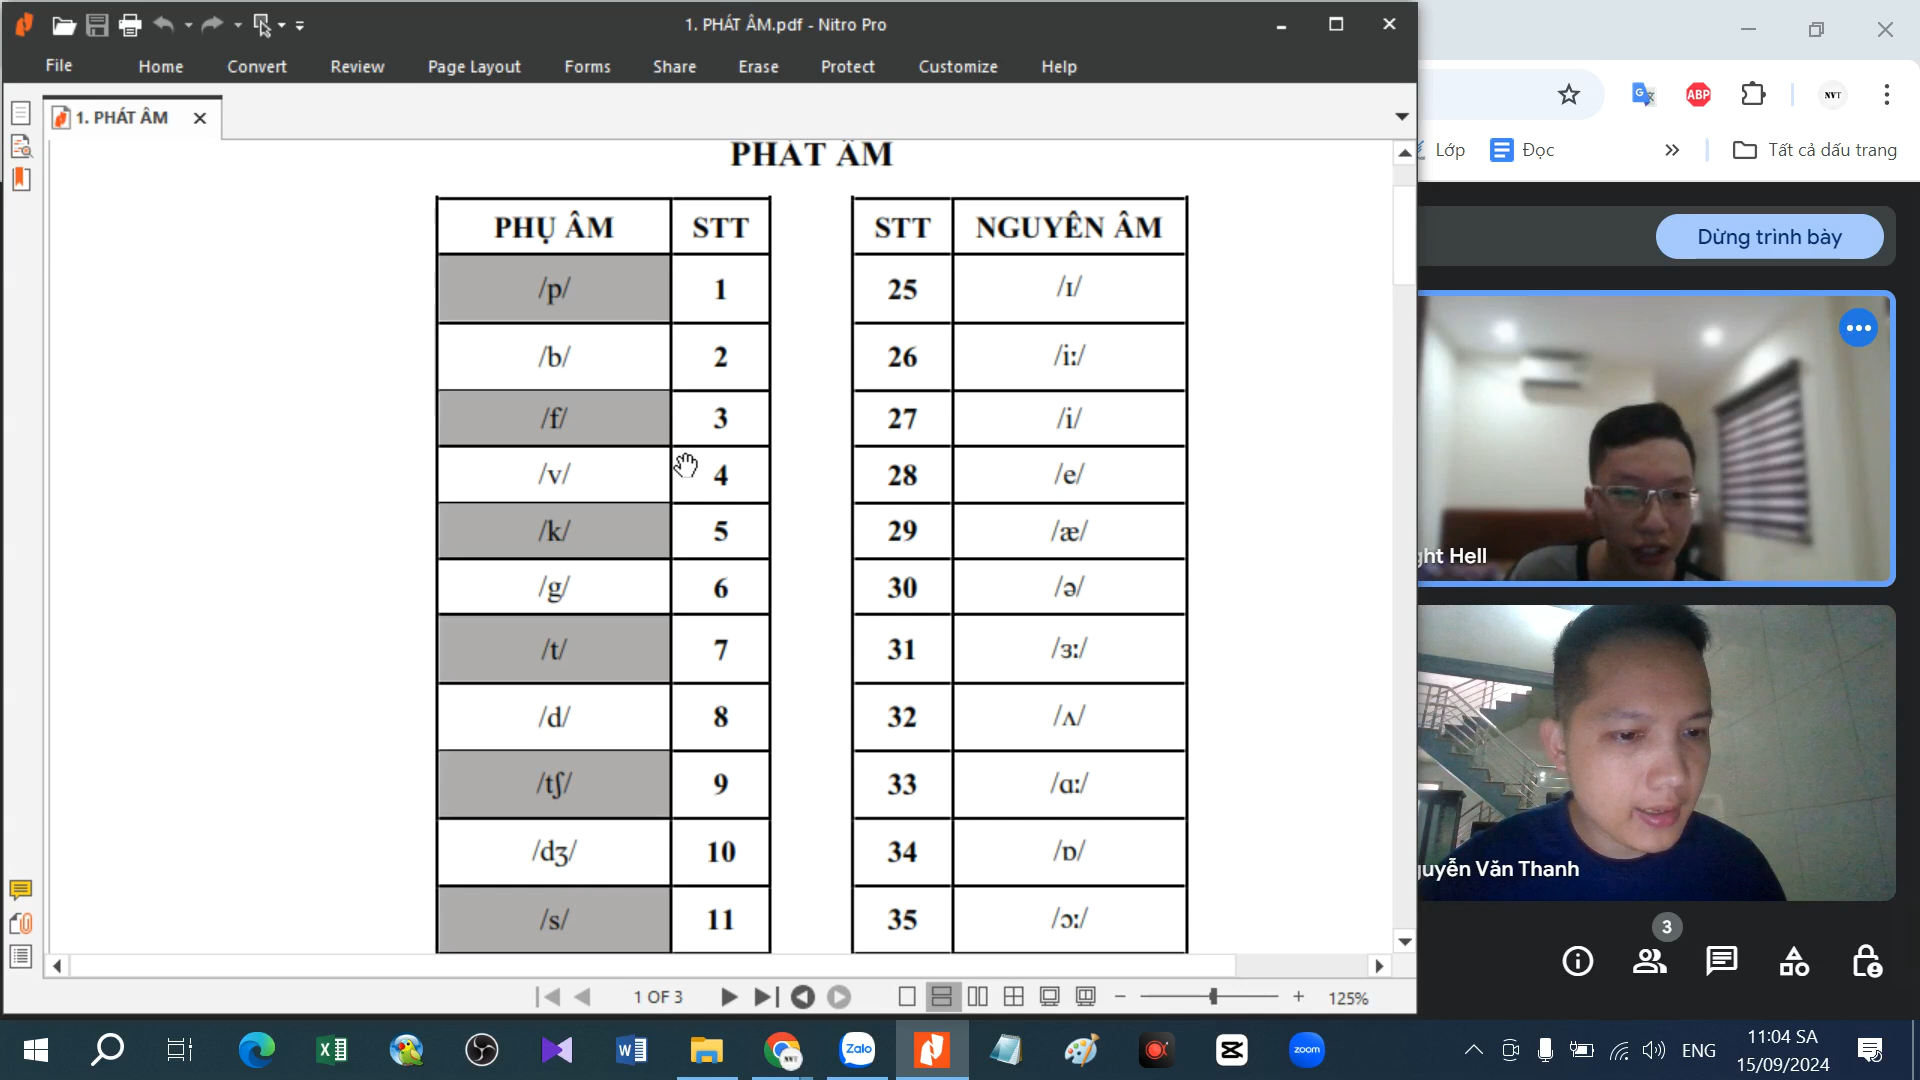 1. PHÁT ÂM.pdf - Nitro Pro
File Home Convert Review Page Layout Forms Share Erase Protect Customize Help
1. PHÁT ÂM
PHÁT ÂM
PHỤ ÂM STT STT NGUYÊN ÂM
/p/ 1 25 /ɪ/
/b/ 2 26 /i:/
/f/ 3 27 /i/
/v/ 4 28 /e/
/k/ 5 29 /æ/
/g/ 6 30 /ə/
/t/ 7 31 /ɜ:/
/d/ 8 32 /ʌ/
/tʃ/ 9 33 /ɑ:/
/dʒ/ 10 34 /ɒ/
/s/ 11 35 /ɔ:/
1 OF 3
125%
ABP
NVT
Lớp Đọc » Tất cả dấu trang
Dừng trình bày
ght Hell
guyễn Văn Thanh
3
Zalo
zoom
ENG
11:04 SA
15/09/2024